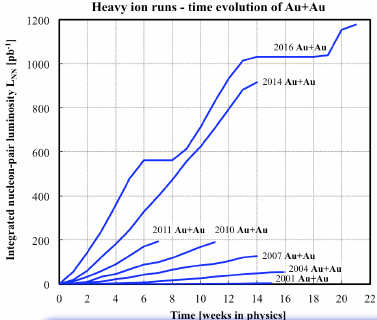 Heavy ion runs - time evolution of Au+Au
Integrated nucleon-pair luminosity L_NN [pb⁻¹]
1200
1000
800
600
400
200
0
2016 Au+Au
2014 Au+Au
2011 Au+Au
2010 Au+Au
2007 Au+Au
2004 Au+Au
2001 Au+Au
0 2 4 6 8 10 12 14 16 18 20 22
Time [weeks in physics]